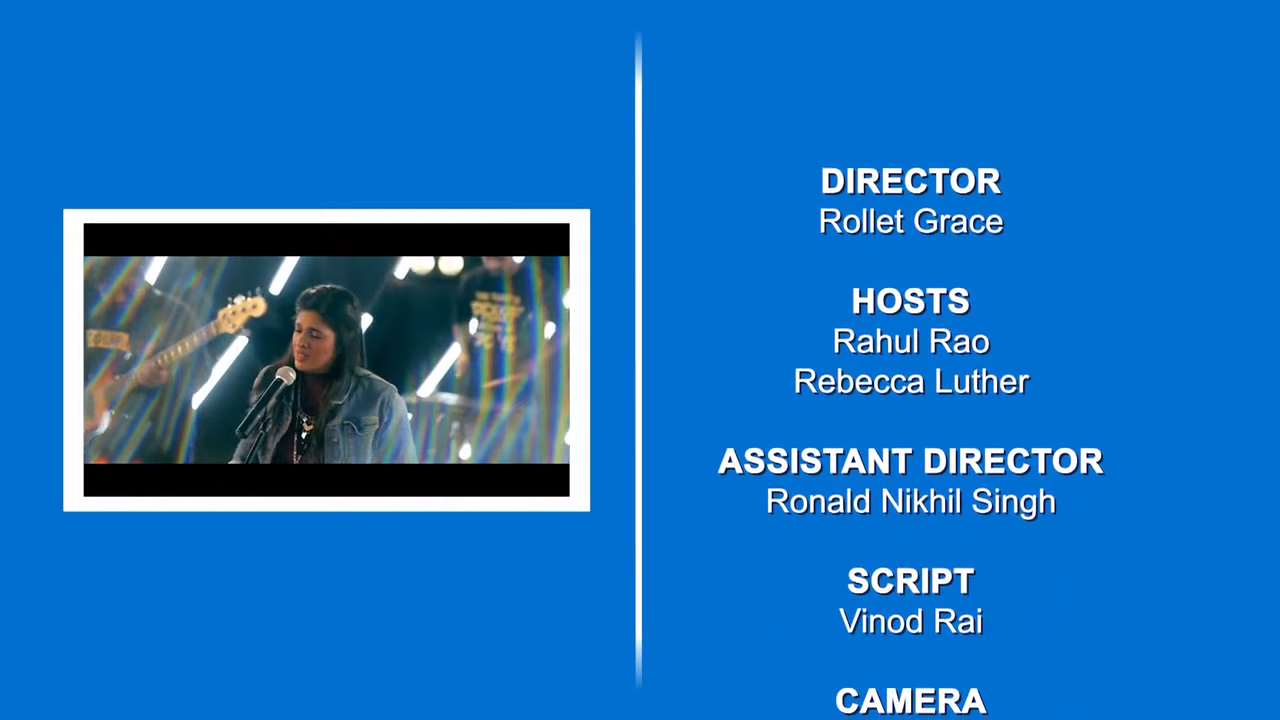 DIRECTOR
Rollet Grace
HOSTS
Rahul Rao
Rebecca Luther
ASSISTANT DIRECTOR
Ronald Nikhil Singh
SCRIPT
Vinod Rai
CAMERA